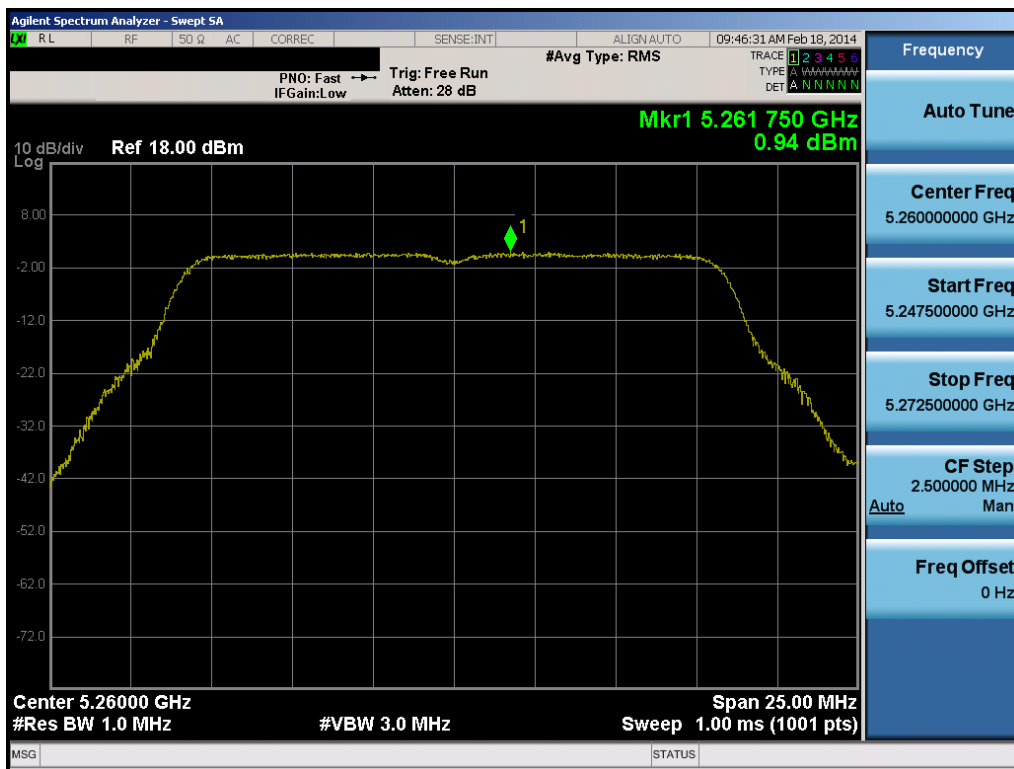 Agilent Spectrum Analyzer - Swept SA
LXI RL RF 50 Ω AC CORREC SENSE:INT ALIGNAUTO 09:46:31 AM Feb 18, 2014
#Avg Type: RMS
TRACE 1 2 3 4 5 6
TYPE A WWWWWW
DET A N N N N N
PNO: Fast
IFGain:Low
Trig: Free Run
Atten: 28 dB
Mkr1 5.261 750 GHz
0.94 dBm
10 dB/div Ref 18.00 dBm
Log
1
8.00
-2.00
-12.0
-22.0
-32.0
-42.0
-52.0
-62.0
-72.0
Center 5.26000 GHz Span 25.00 MHz
#Res BW 1.0 MHz #VBW 3.0 MHz Sweep 1.00 ms (1001 pts)
MSG STATUS
Frequency
Auto Tune
Center Freq
5.260000000 GHz
Start Freq
5.247500000 GHz
Stop Freq
5.272500000 GHz
CF Step
2.500000 MHz
Auto Man
Freq Offset
0 Hz